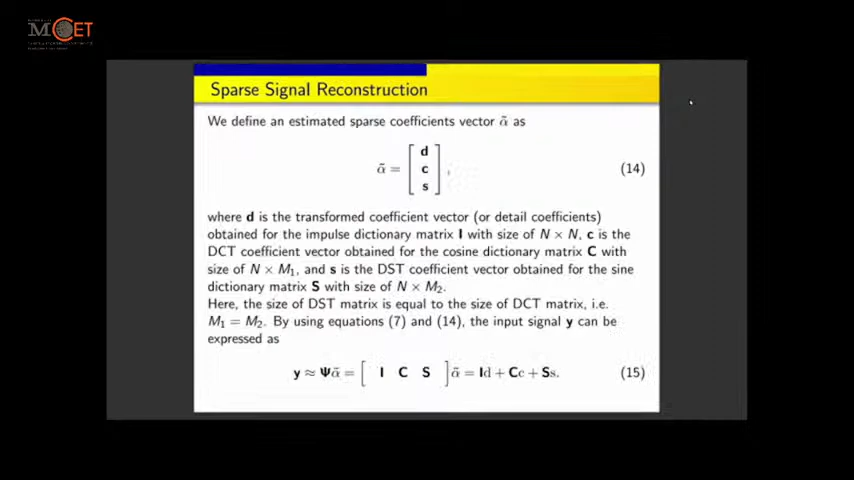 MCET
Sparse Signal Reconstruction
We define an estimated sparse coefficients vector α̃ as
α̃ = [ d c s ], (14)
where d is the transformed coefficient vector (or detail coefficients)
obtained for the impulse dictionary matrix I with size of N × N, c is the
DCT coefficient vector obtained for the cosine dictionary matrix C with
size of N × M₁, and s is the DST coefficient vector obtained for the sine
dictionary matrix S with size of N × M₂.
Here, the size of DST matrix is equal to the size of DCT matrix, i.e.
M₁ = M₂. By using equations (7) and (14), the input signal y can be
expressed as
y ≈ Ψα̃ = [ I C S ] α̃ = Id + Cc + Ss. (15)